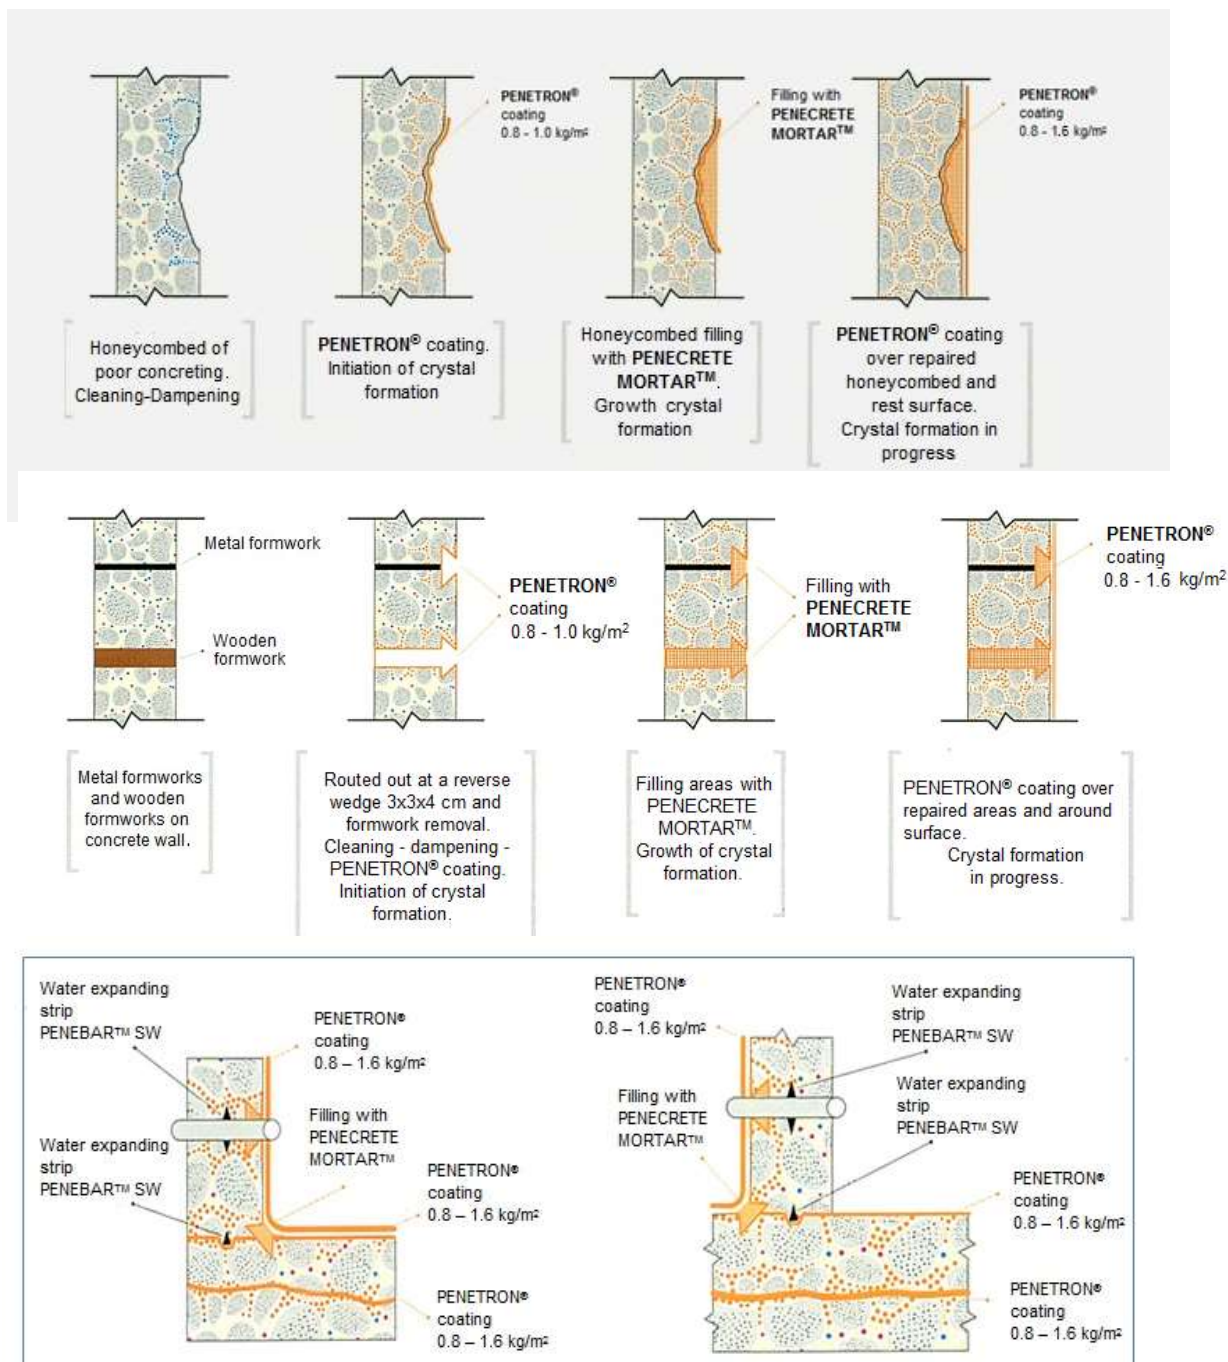 PENETRON®
coating
0.8 - 1.0 kg/m²
Filling with
PENECRETE
MORTAR™
PENETRON®
coating
0.8 - 1.6 kg/m²
Honeycombed of
poor concreting.
Cleaning-Dampening
PENETRON® coating.
Initiation of crystal
formation
Honeycombed filling
with PENECRETE
MORTAR™.
Growth crystal
formation
PENETRON® coating
over repaired
honeycombed and
rest surface.
Crystal formation in
progress
Metal formwork
Wooden
formwork
PENETRON®
coating
0.8 - 1.0 kg/m²
Filling with
PENECRETE
MORTAR™
PENETRON®
coating
0.8 - 1.6 kg/m²
Metal formworks
and wooden
formworks on
concrete wall.
Routed out at a reverse
wedge 3x3x4 cm and
formwork removal.
Cleaning - dampening -
PENETRON® coating.
Initiation of crystal
formation.
Filling areas with
PENECRETE
MORTAR™.
Growth of crystal
formation.
PENETRON® coating over
repaired areas and around
surface.
Crystal formation
in progress.
Water expanding
strip
PENEBAR™ SW
PENETRON®
coating
0.8 – 1.6 kg/m²
Filling with
PENECRETE
MORTAR™
Water expanding
strip
PENEBAR™ SW
PENETRON®
coating
0.8 – 1.6 kg/m²
PENETRON®
coating
0.8 – 1.6 kg/m²
PENETRON®
coating
0.8 – 1.6 kg/m²
Water expanding
strip
PENEBAR™ SW
Filling with
PENECRETE
MORTAR™
Water expanding
strip
PENEBAR™ SW
PENETRON®
coating
0.8 – 1.6 kg/m²
PENETRON®
coating
0.8 – 1.6 kg/m²